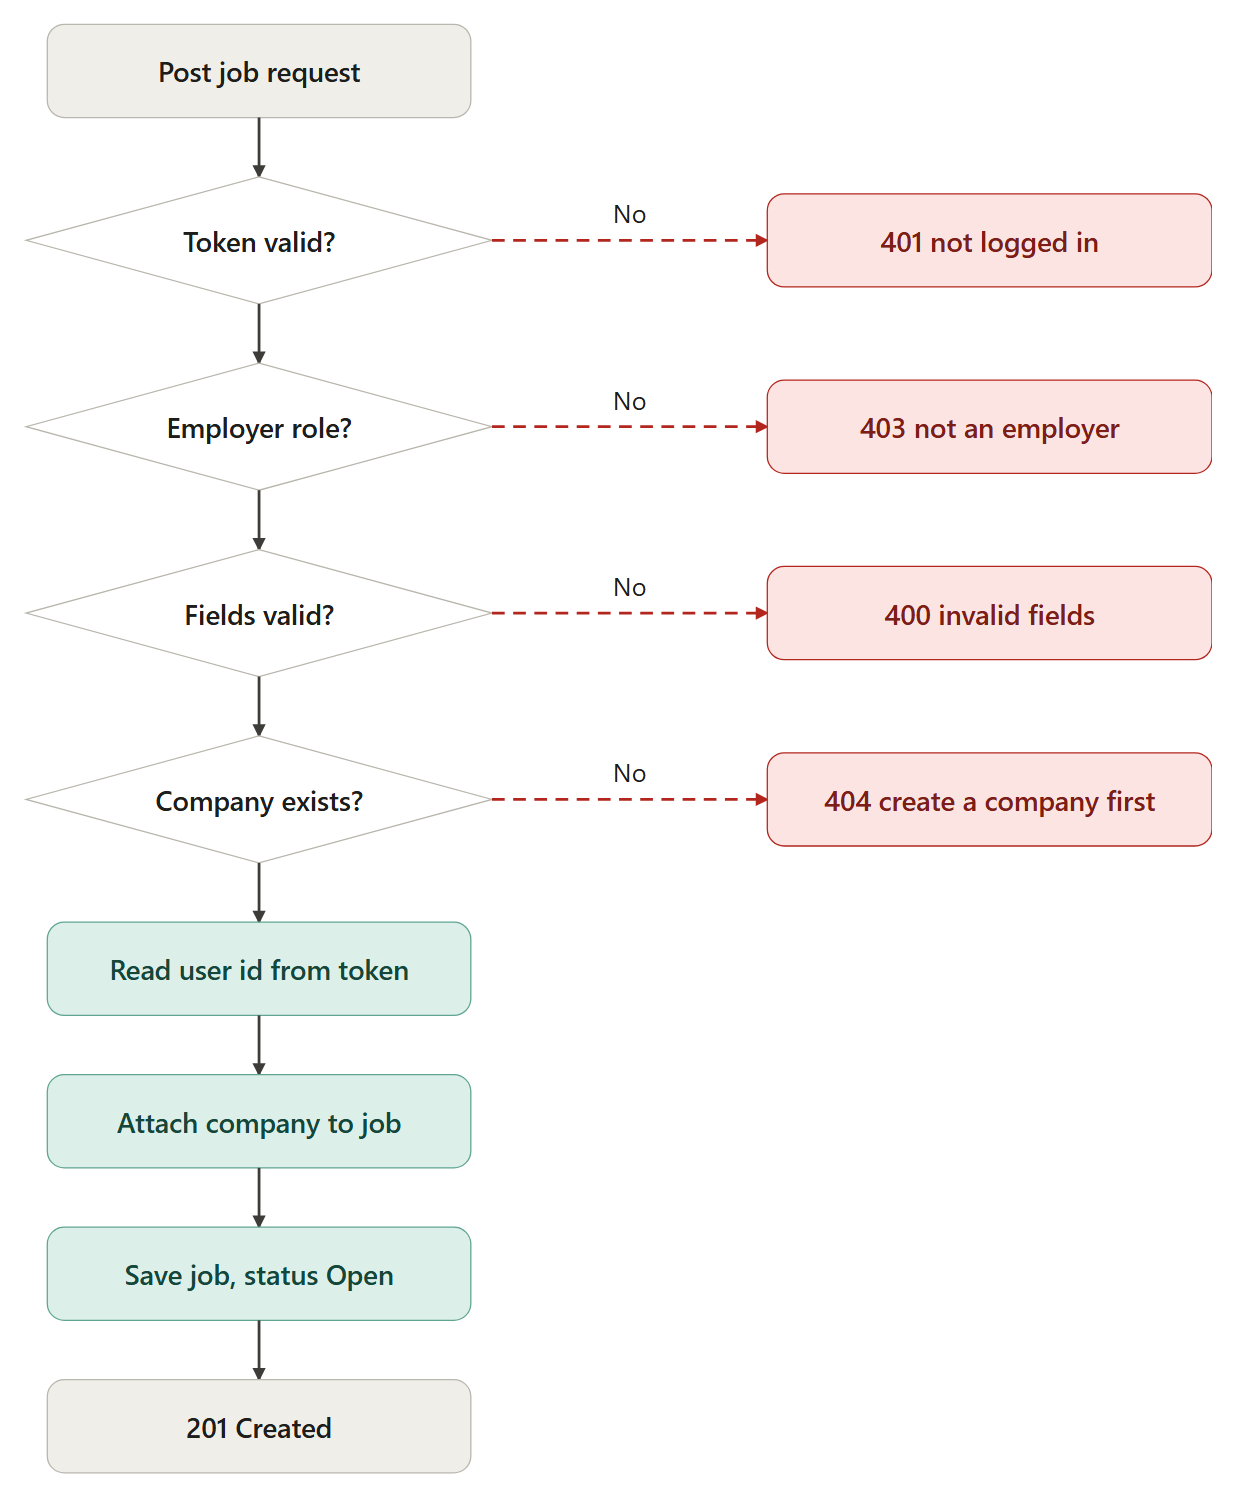 Post job request
Token valid?
No
401 not logged in
Employer role?
No
403 not an employer
Fields valid?
No
400 invalid fields
Company exists?
No
404 create a company first
Read user id from token
Attach company to job
Save job, status Open
201 Created